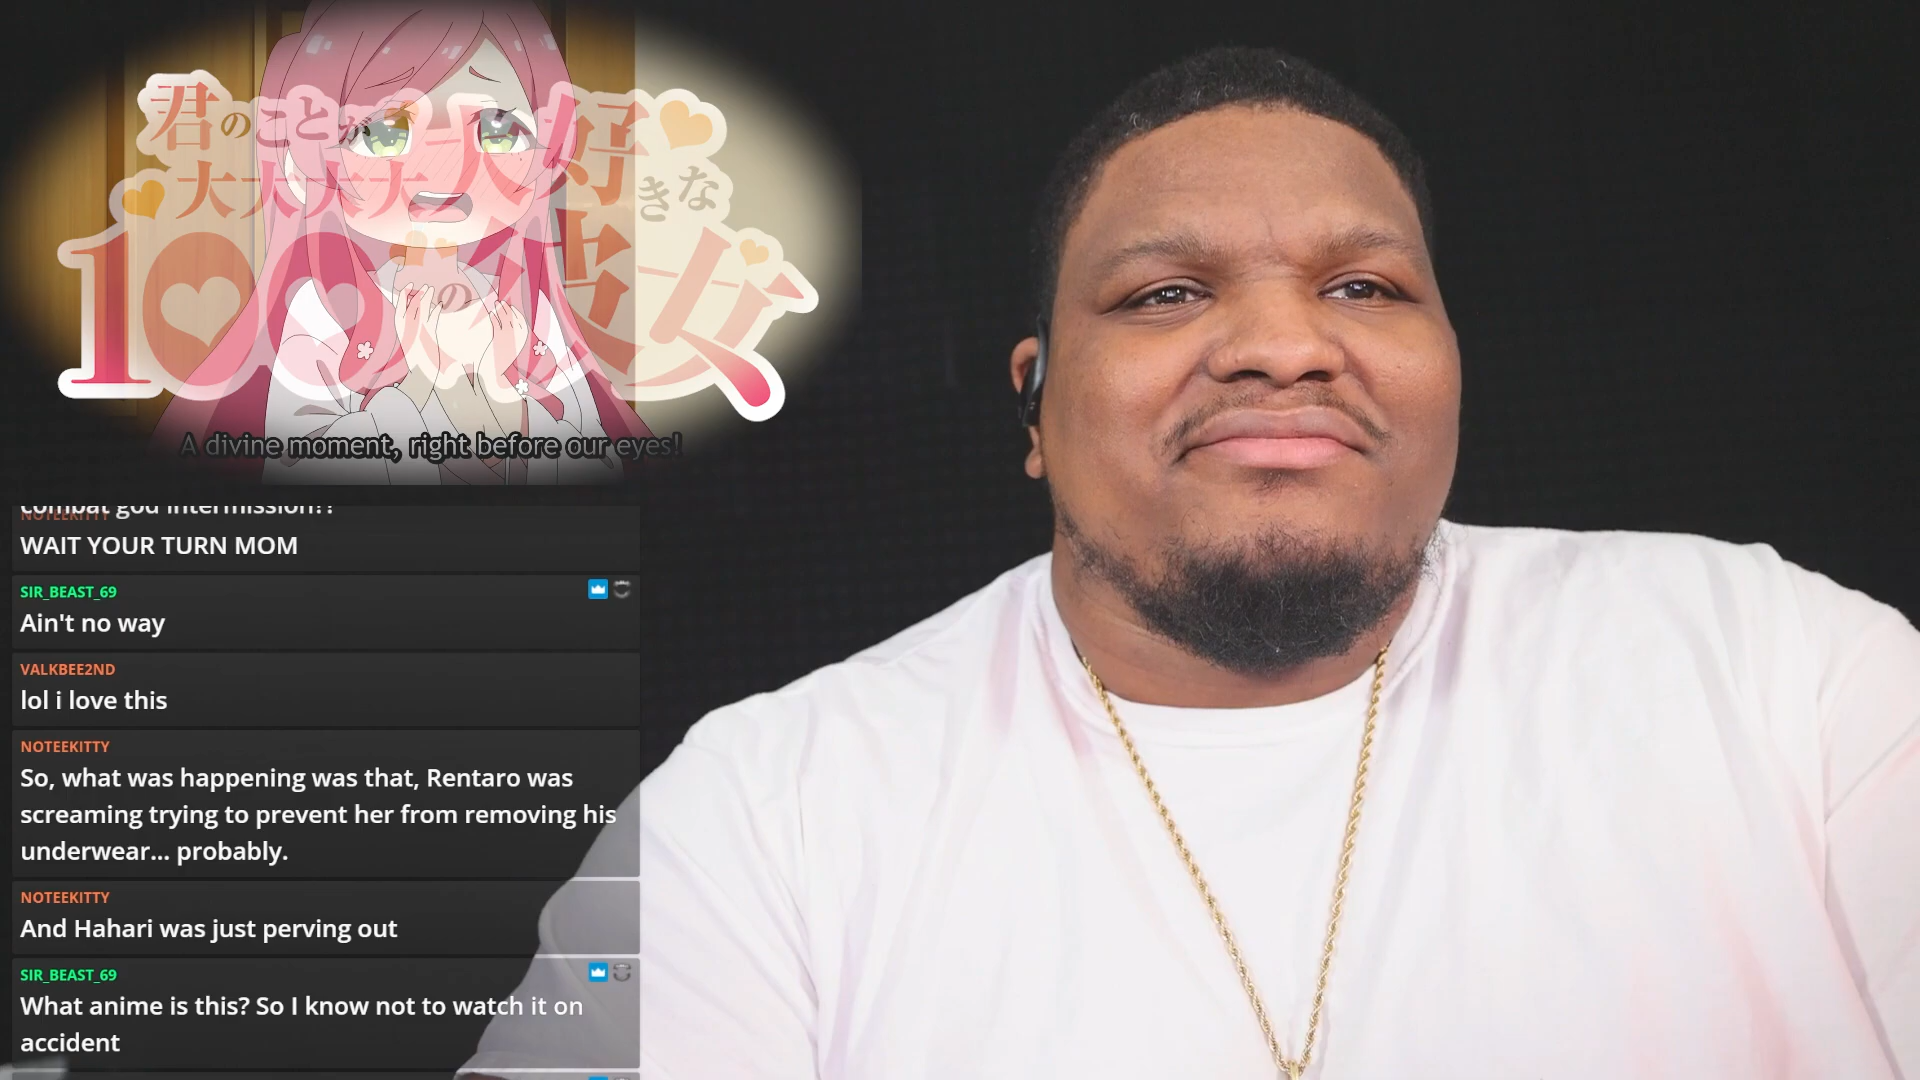 君のことが
大大大大大好きな
100人の彼女
A divine moment, right before our eyes!
combat god intermission??
NOTEEKITTY
WAIT YOUR TURN MOM
SIR_BEAST_69
Ain't no way
VALKBEE2ND
lol i love this
NOTEEKITTY
So, what was happening was that, Rentaro was
screaming trying to prevent her from removing his
underwear... probably.
NOTEEKITTY
And Hahari was just perving out
SIR_BEAST_69
What anime is this? So I know not to watch it on
accident